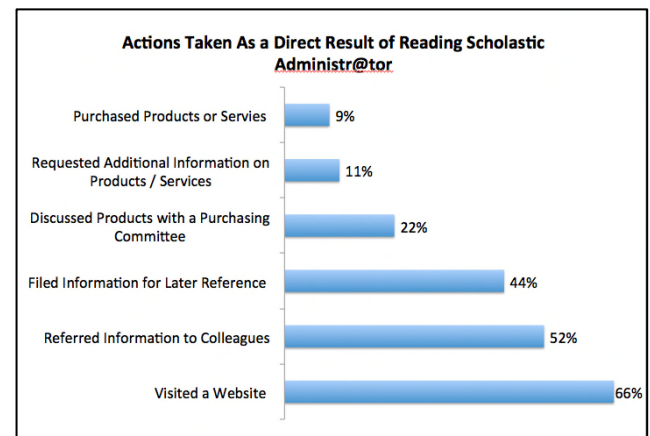 Actions Taken As a Direct Result of Reading Scholastic
Administr@tor
Purchased Products or Servies
9%
Requested Additional Information on
Products / Services
11%
Discussed Products with a Purchasing
Committee
22%
Filed Information for Later Reference
44%
Referred Information to Colleagues
52%
Visited a Website
66%